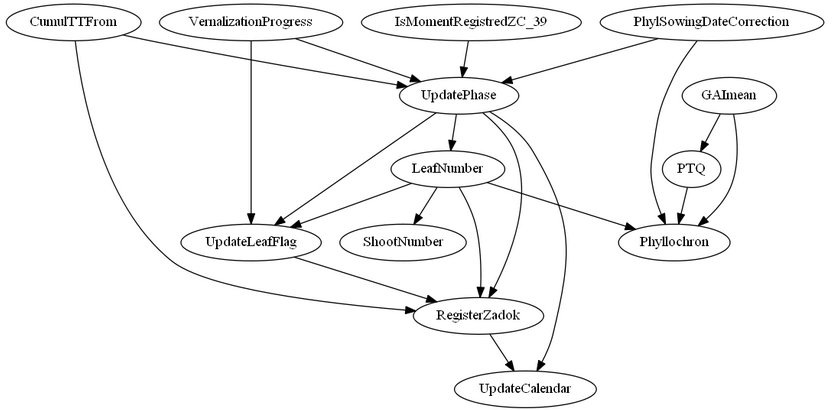 CumulTTFrom
VernalizationProgress
IsMomentRegistredZC_39
PhylSowingDateCorrection
UpdatePhase
GAImean
LeafNumber
PTQ
UpdateLeafFlag
ShootNumber
Phyllochron
RegisterZadok
UpdateCalendar